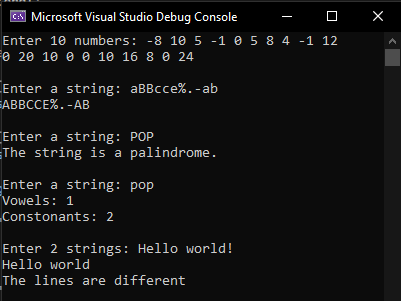 Microsoft Visual Studio Debug Console
Enter 10 numbers: -8 10 5 -1 0 5 8 4 -1 12
0 20 10 0 0 10 16 8 0 24
Enter a string: aBBcce%.-ab
ABBCCE%.-AB
Enter a string: POP
The string is a palindrome.
Enter a string: pop
Vowels: 1
Constonants: 2
Enter 2 strings: Hello world!
Hello world
The lines are different